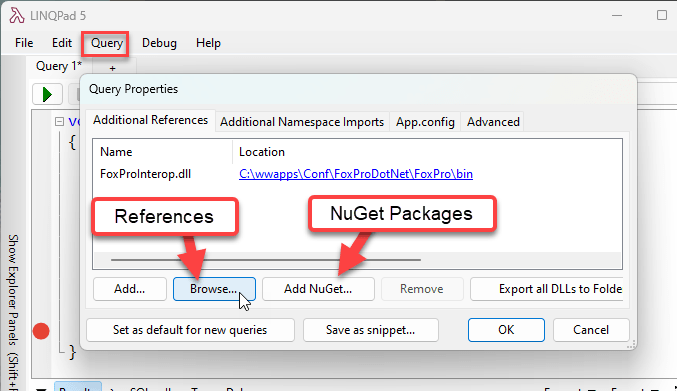 LINQPad 5
File Edit Query Debug Help
Query 1* +
Query Properties
Additional References Additional Namespace Imports App.config Advanced
Name Location
FoxProInterop.dll C:\wwapps\Conf\FoxProDotNet\FoxPro\bin
References NuGet Packages
Add... Browse... Add NuGet... Remove Export all DLLs to Folde
Set as default for new queries Save as snippet... OK Cancel
{
}
Show Explorer Panels (Shift+F